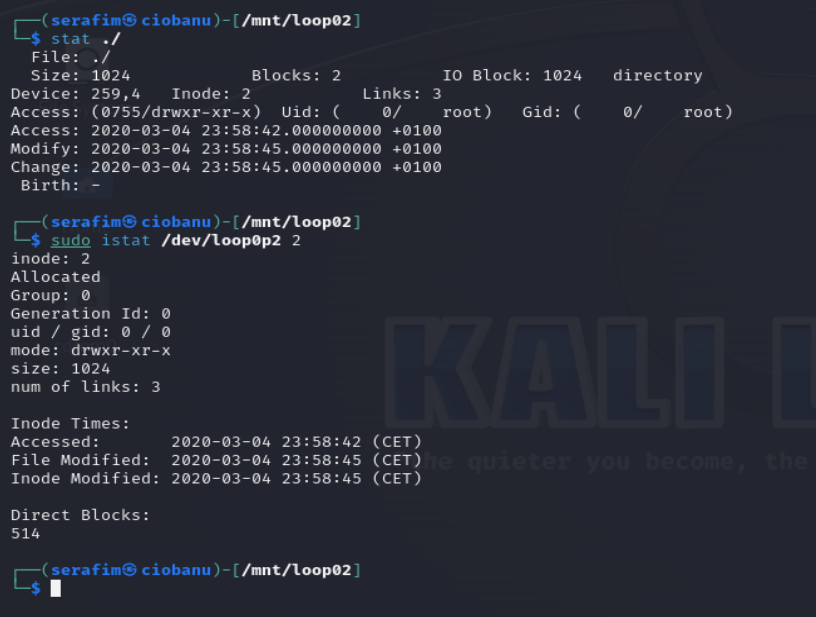 ┌──(serafim㉿ciobanu)-[/mnt/loop02]
└─$ stat ./
  File: ./
  Size: 1024            Blocks: 2          IO Block: 1024   directory
Device: 259,4   Inode: 2           Links: 3
Access: (0755/drwxr-xr-x)  Uid: (    0/    root)   Gid: (    0/    root)
Access: 2020-03-04 23:58:42.000000000 +0100
Modify: 2020-03-04 23:58:45.000000000 +0100
Change: 2020-03-04 23:58:45.000000000 +0100
 Birth: -
┌──(serafim㉿ciobanu)-[/mnt/loop02]
└─$ sudo istat /dev/loop0p2 2
inode: 2
Allocated
Group: 0
Generation Id: 0
uid / gid: 0 / 0
mode: drwxr-xr-x
size: 1024
num of links: 3
KALI L
Inode Times:
Accessed:       2020-03-04 23:58:42 (CET)
File Modified:  2020-03-04 23:58:45 (CET)
he quieter you become, the
Inode Modified: 2020-03-04 23:58:45 (CET)
Direct Blocks:
514
┌──(serafim㉿ciobanu)-[/mnt/loop02]
└─$